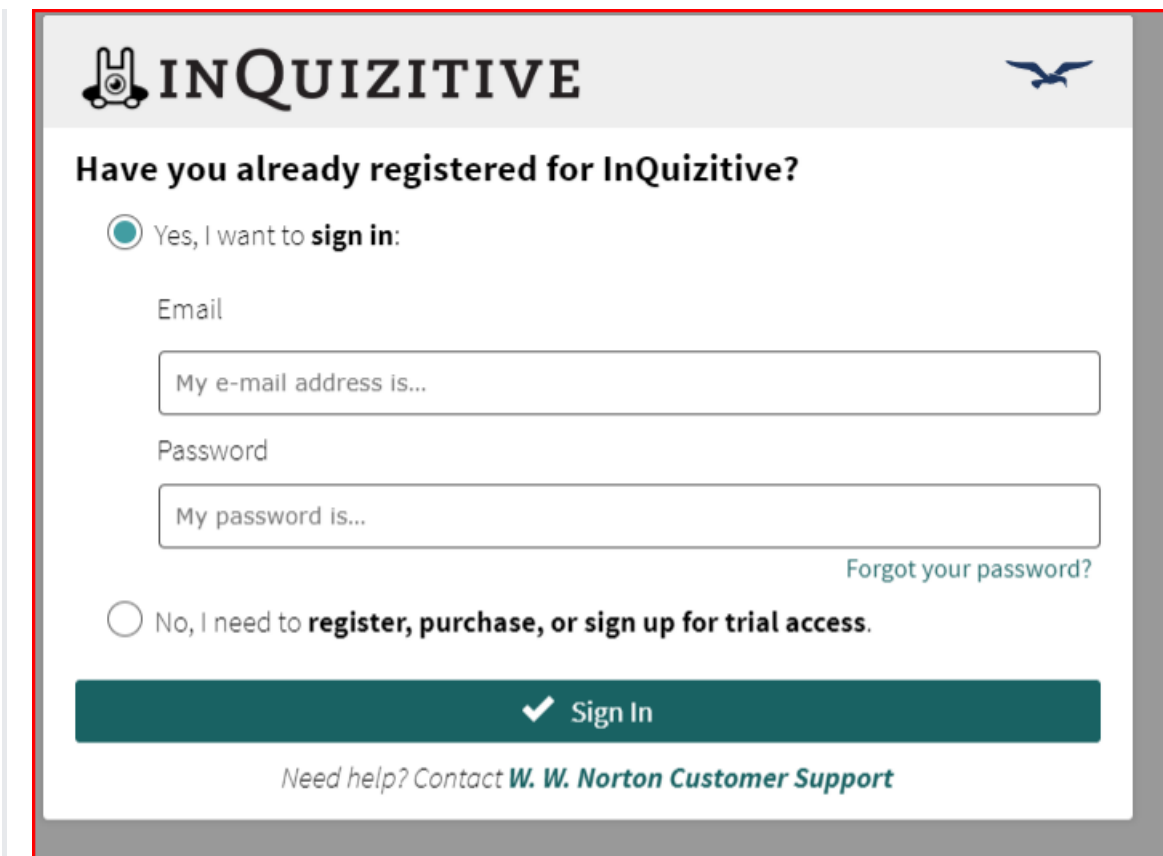 INQUIZITIVE
Have you already registered for InQuizitive?
Yes, I want to sign in:
Email
My e-mail address is...
Password
My password is...
Forgot your password?
No, I need to register, purchase, or sign up for trial access.
Sign In
Need help? Contact W. W. Norton Customer Support